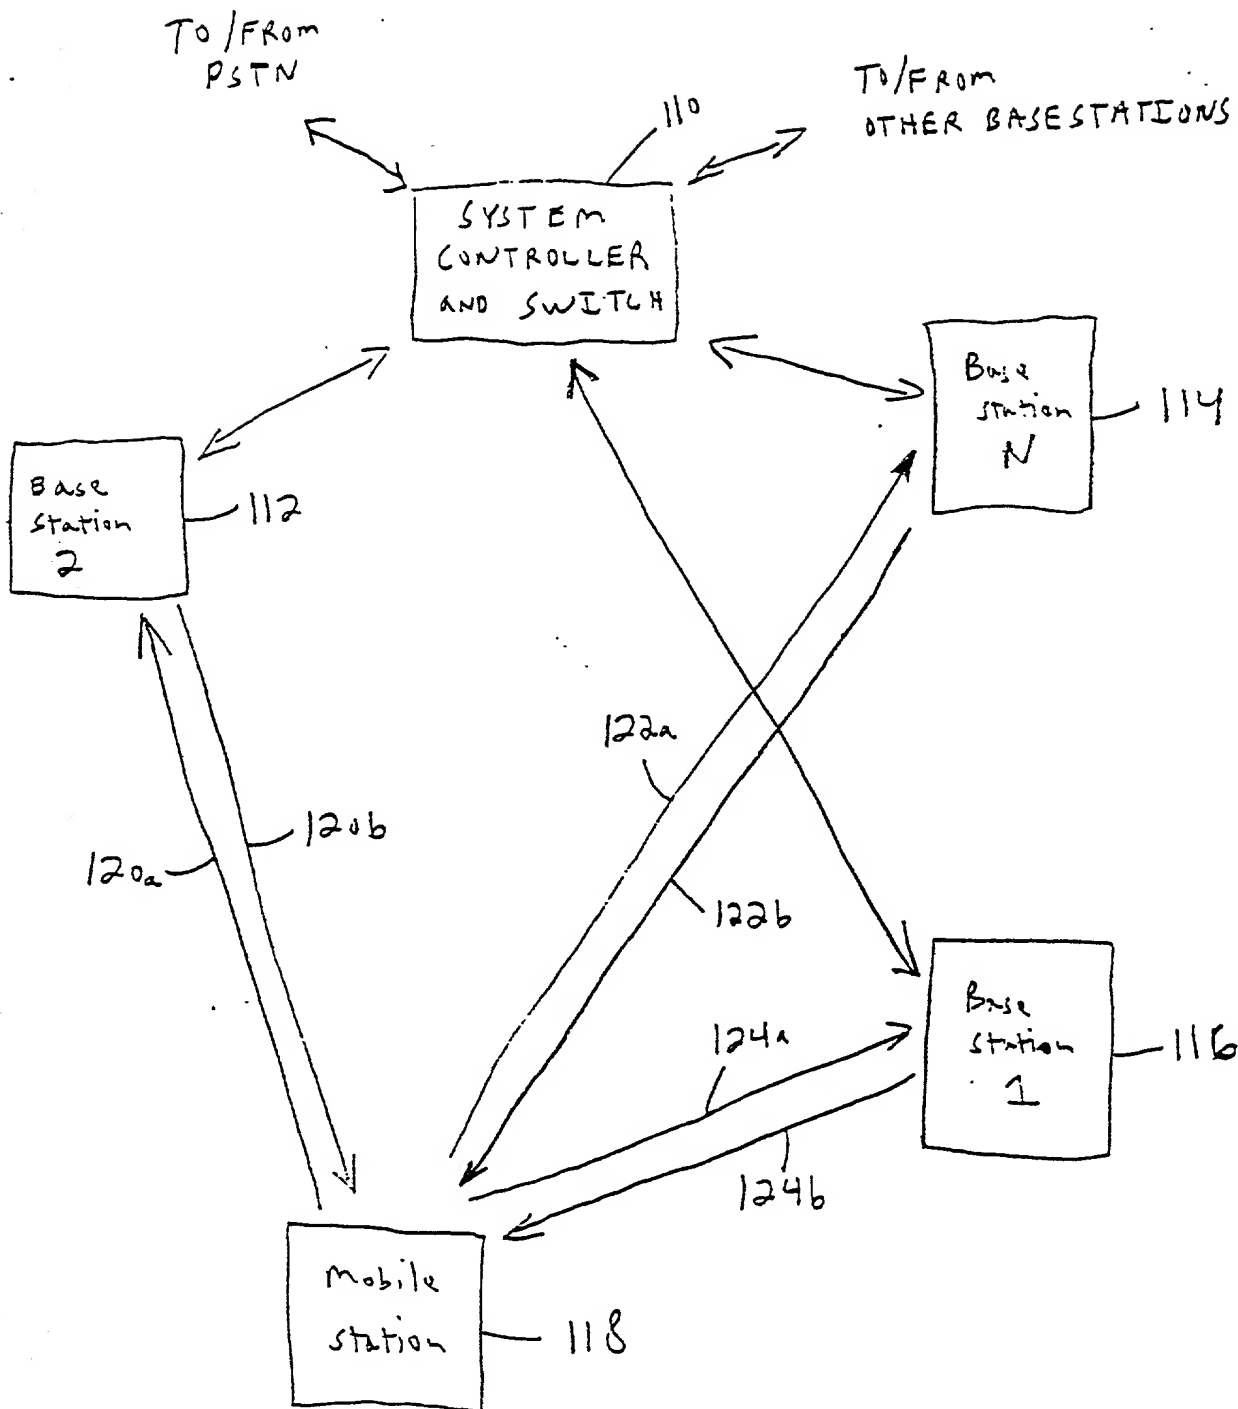 TO/FROM
PSTN
TO/FROM
OTHER BASESTATIONS
110
SYSTEM
CONTROLLER
AND SWITCH
Base
station
N
114
Base
station
2
112
122a
120b
120a
122b
Base
station
1
116
124a
124b
Mobile
station
118